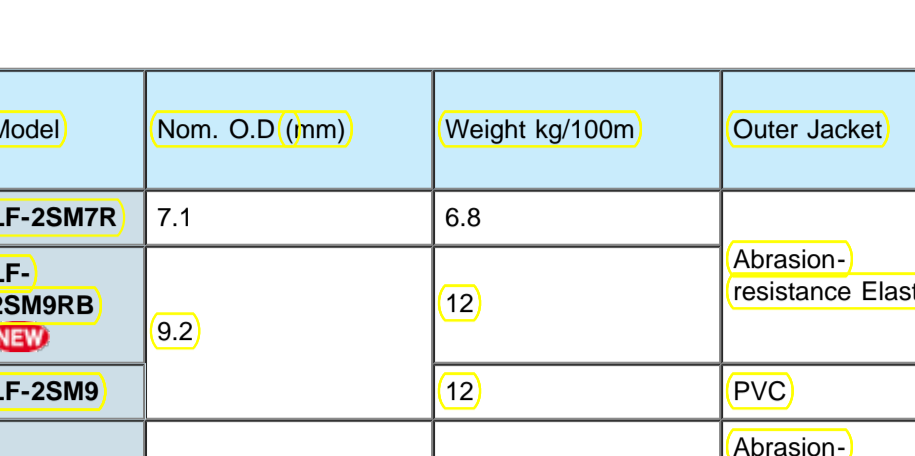 Model Nom. O.D (mm) Weight kg/100m Outer Jacket
LF-2SM7R 7.1 6.8
LF-
2SM9RB
NEW
9.2
12
Abrasion-
resistance Elast
LF-2SM9 12 PVC
Abrasion-